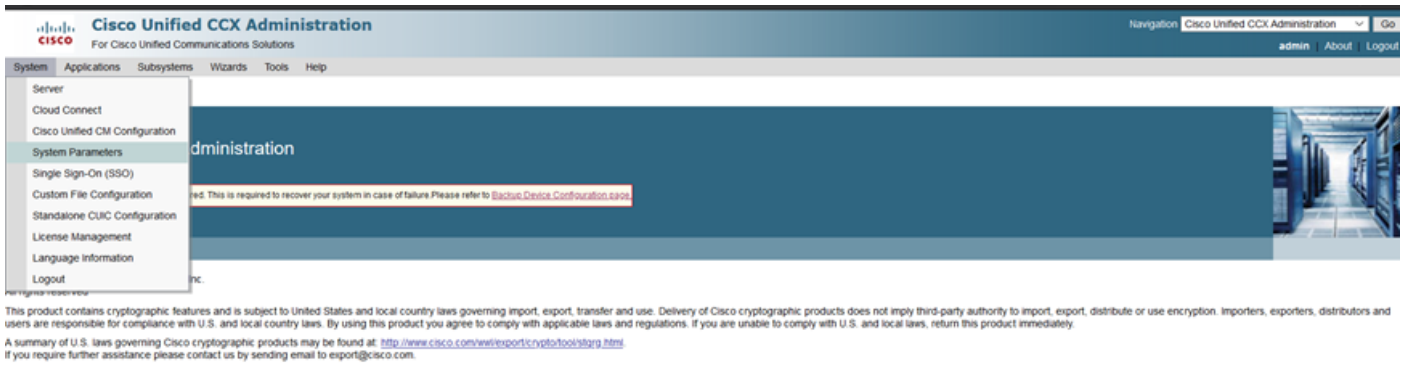 Cisco Unified CCX Administration
Navigation Cisco Unified CCX Administration Go
CISCO For Cisco Unified Communications Solutions
admin | About | Logout
System Applications Subsystems Wizards Tools Help
Server
Cloud Connect
Cisco Unified CM Configuration
System Parameters
dministration
Single Sign-On (SSO)
Custom File Configuration
red. This is required to recover your system in case of failure.Please refer to Backup Device Configuration page.
Standalone CUIC Configuration
License Management
Language Information
Logout
Inc.
All rights reserved
This product contains cryptographic features and is subject to United States and local country laws governing import, export, transfer and use. Delivery of Cisco cryptographic products does not imply third-party authority to import, export, distribute or use encryption. Importers, exporters, distributors and
users are responsible for compliance with U.S. and local country laws. By using this product you agree to comply with applicable laws and regulations. If you are unable to comply with U.S. and local laws, return this product immediately.
A summary of U.S. laws governing Cisco cryptographic products may be found at: http://www.cisco.com/wwl/export/crypto/tool/stqrg.html.
If you require further assistance please contact us by sending email to export@cisco.com.